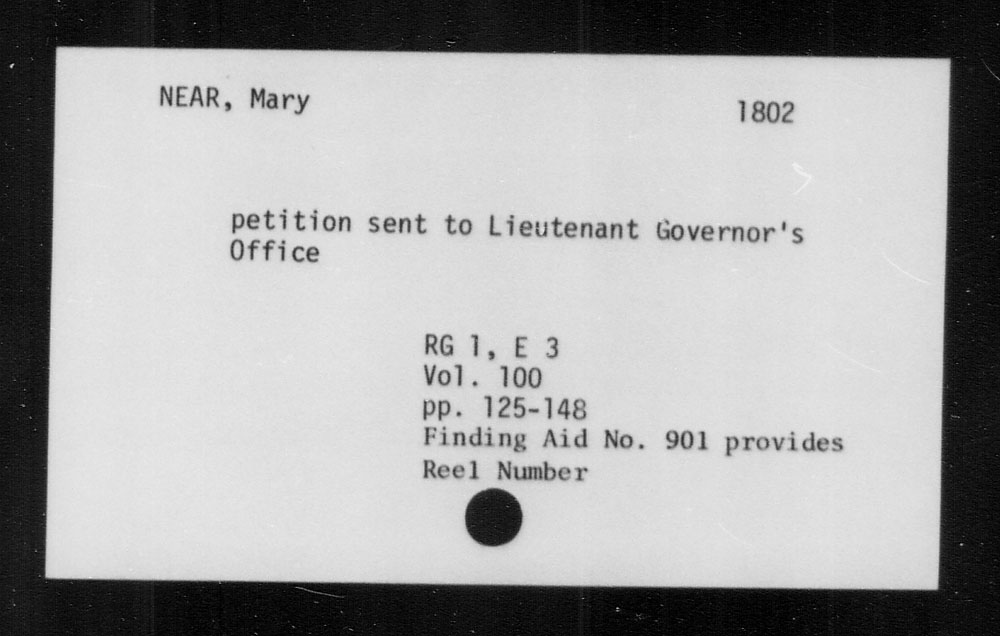 NEAR, Mary
1802
petition sent to Lieutenant Governor's
Office
RG 1, E 3
Vol. 100
pp. 125-148
Finding Aid No. 901 provides
Reel Number